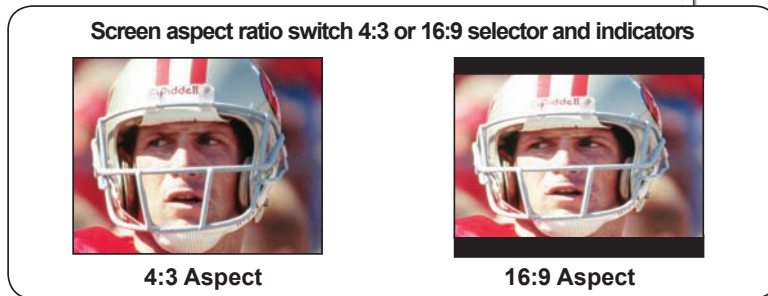 Screen aspect ratio switch 4:3 or 16:9 selector and indicators
Riddell
Riddell
4:3 Aspect
16:9 Aspect